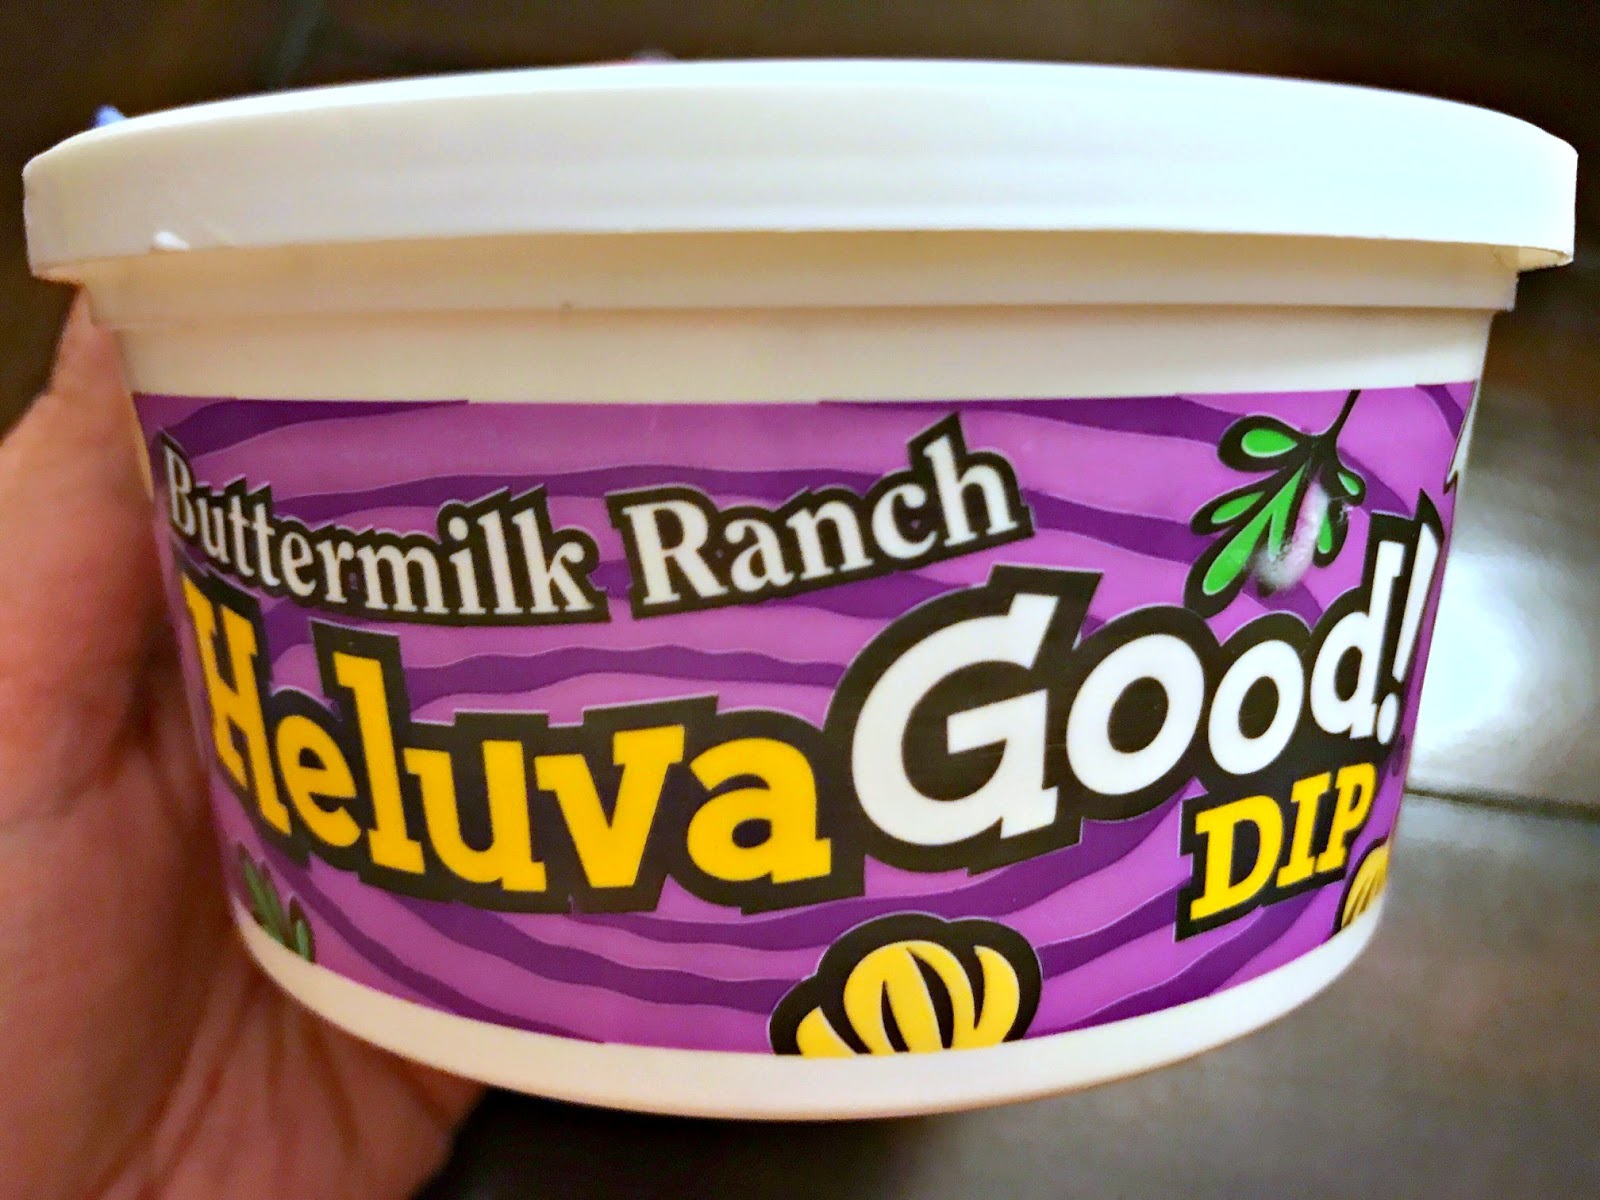 Buttermilk Ranch
Heluva Good!
DIP